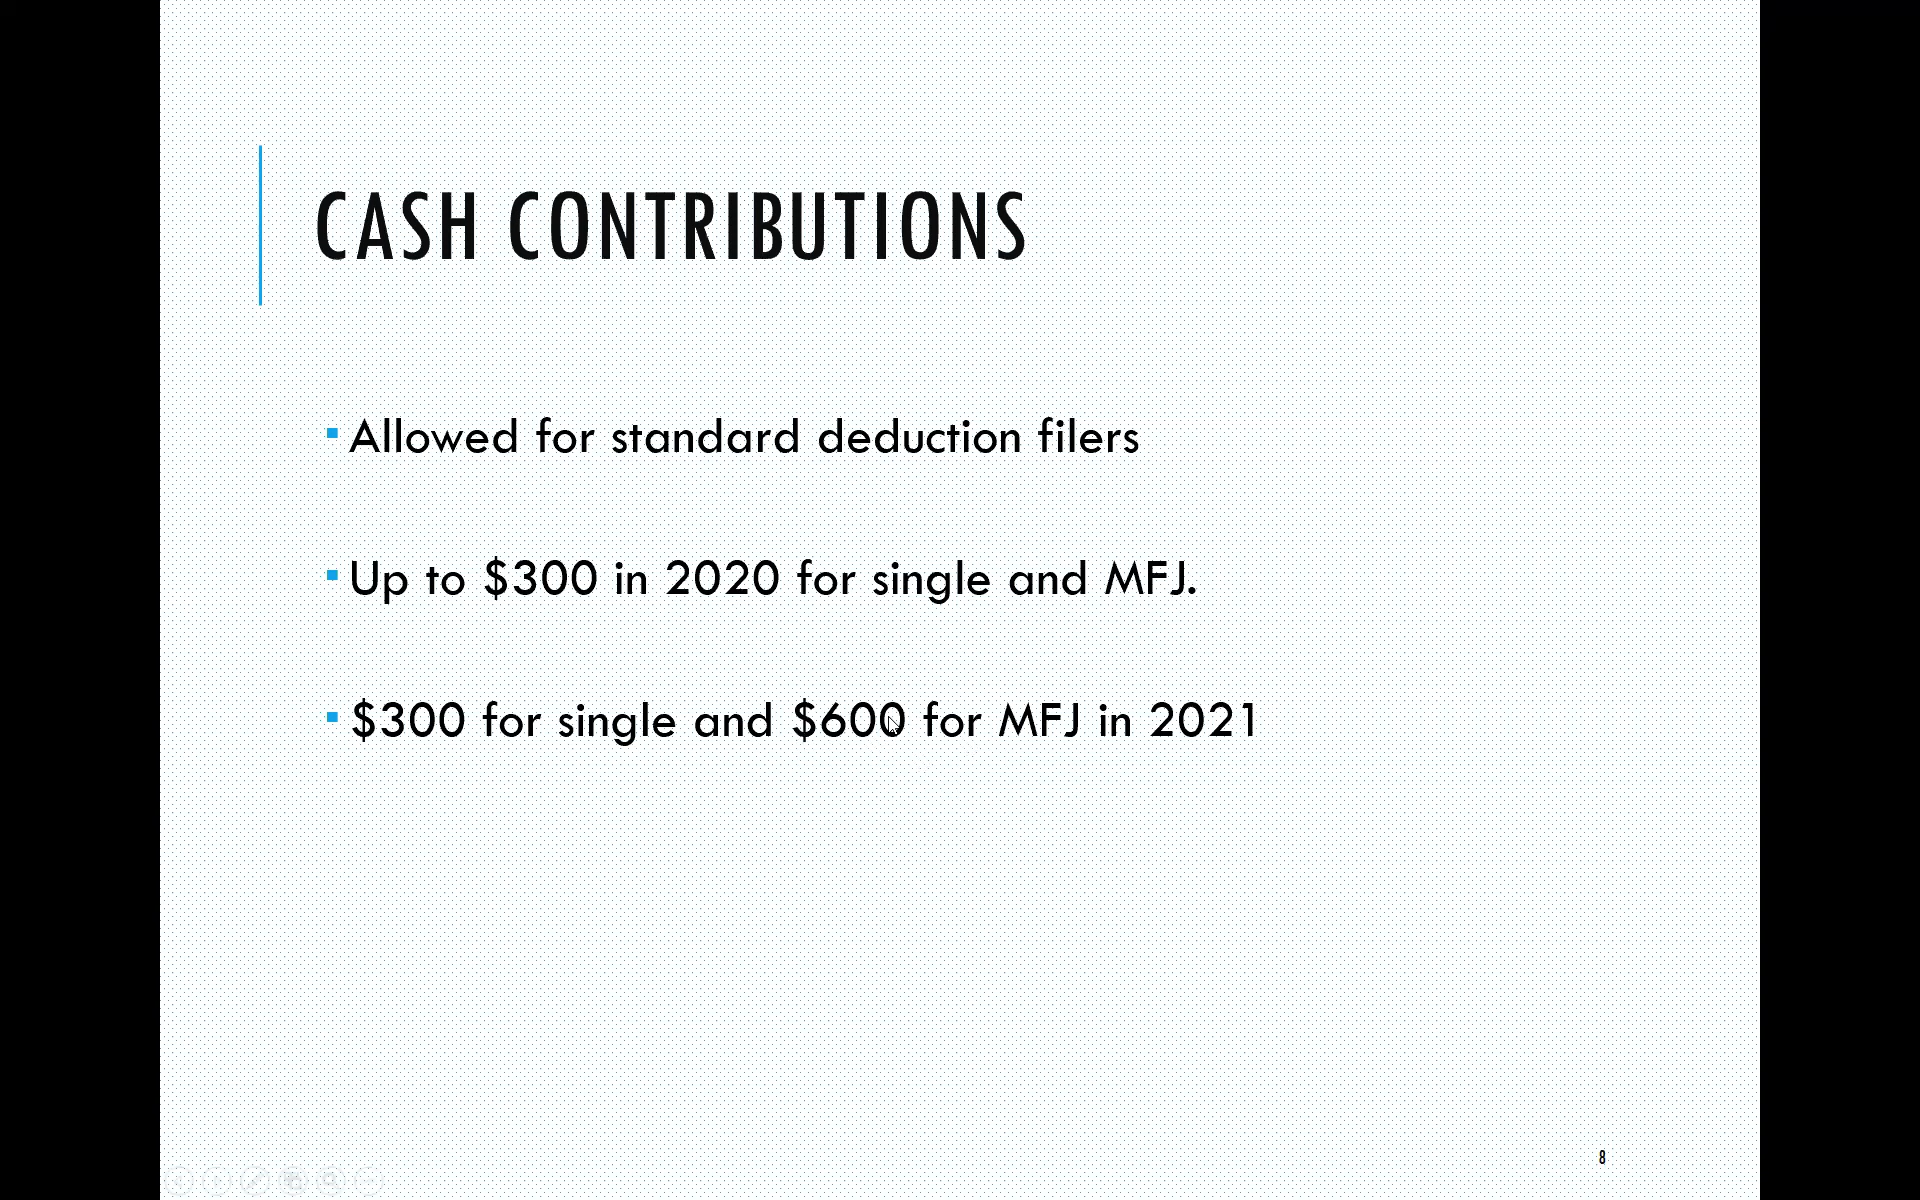 CASH CONTRIBUTIONS
▪ Allowed for standard deduction filers
▪ Up to $300 in 2020 for single and MFJ.
▪ $300 for single and $600 for MFJ in 2021
8